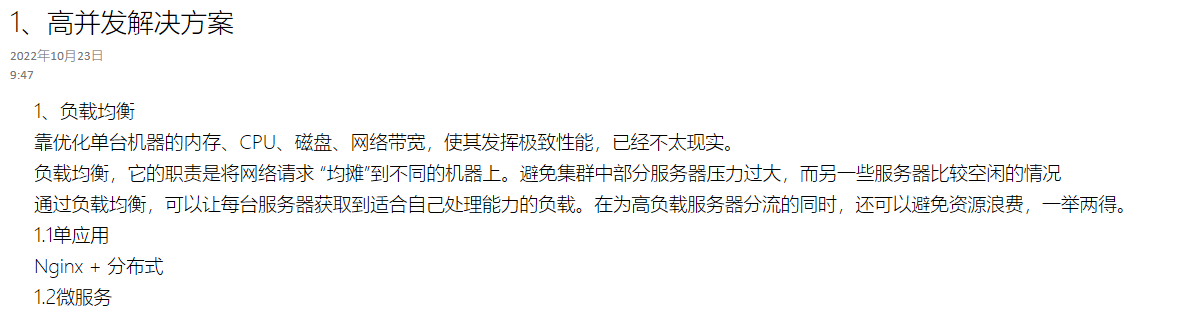 1、高并发解决方案
2022年10月23日
9:47
1、负载均衡
靠优化单台机器的内存、CPU、磁盘、网络带宽，使其发挥极致性能，已经不太现实。
负载均衡，它的职责是将网络请求 “均摊”到不同的机器上。避免集群中部分服务器压力过大，而另一些服务器比较空闲的情况
通过负载均衡，可以让每台服务器获取到适合自己处理能力的负载。在为高负载服务器分流的同时，还可以避免资源浪费，一举两得。
1.1单应用
Nginx + 分布式
1.2微服务